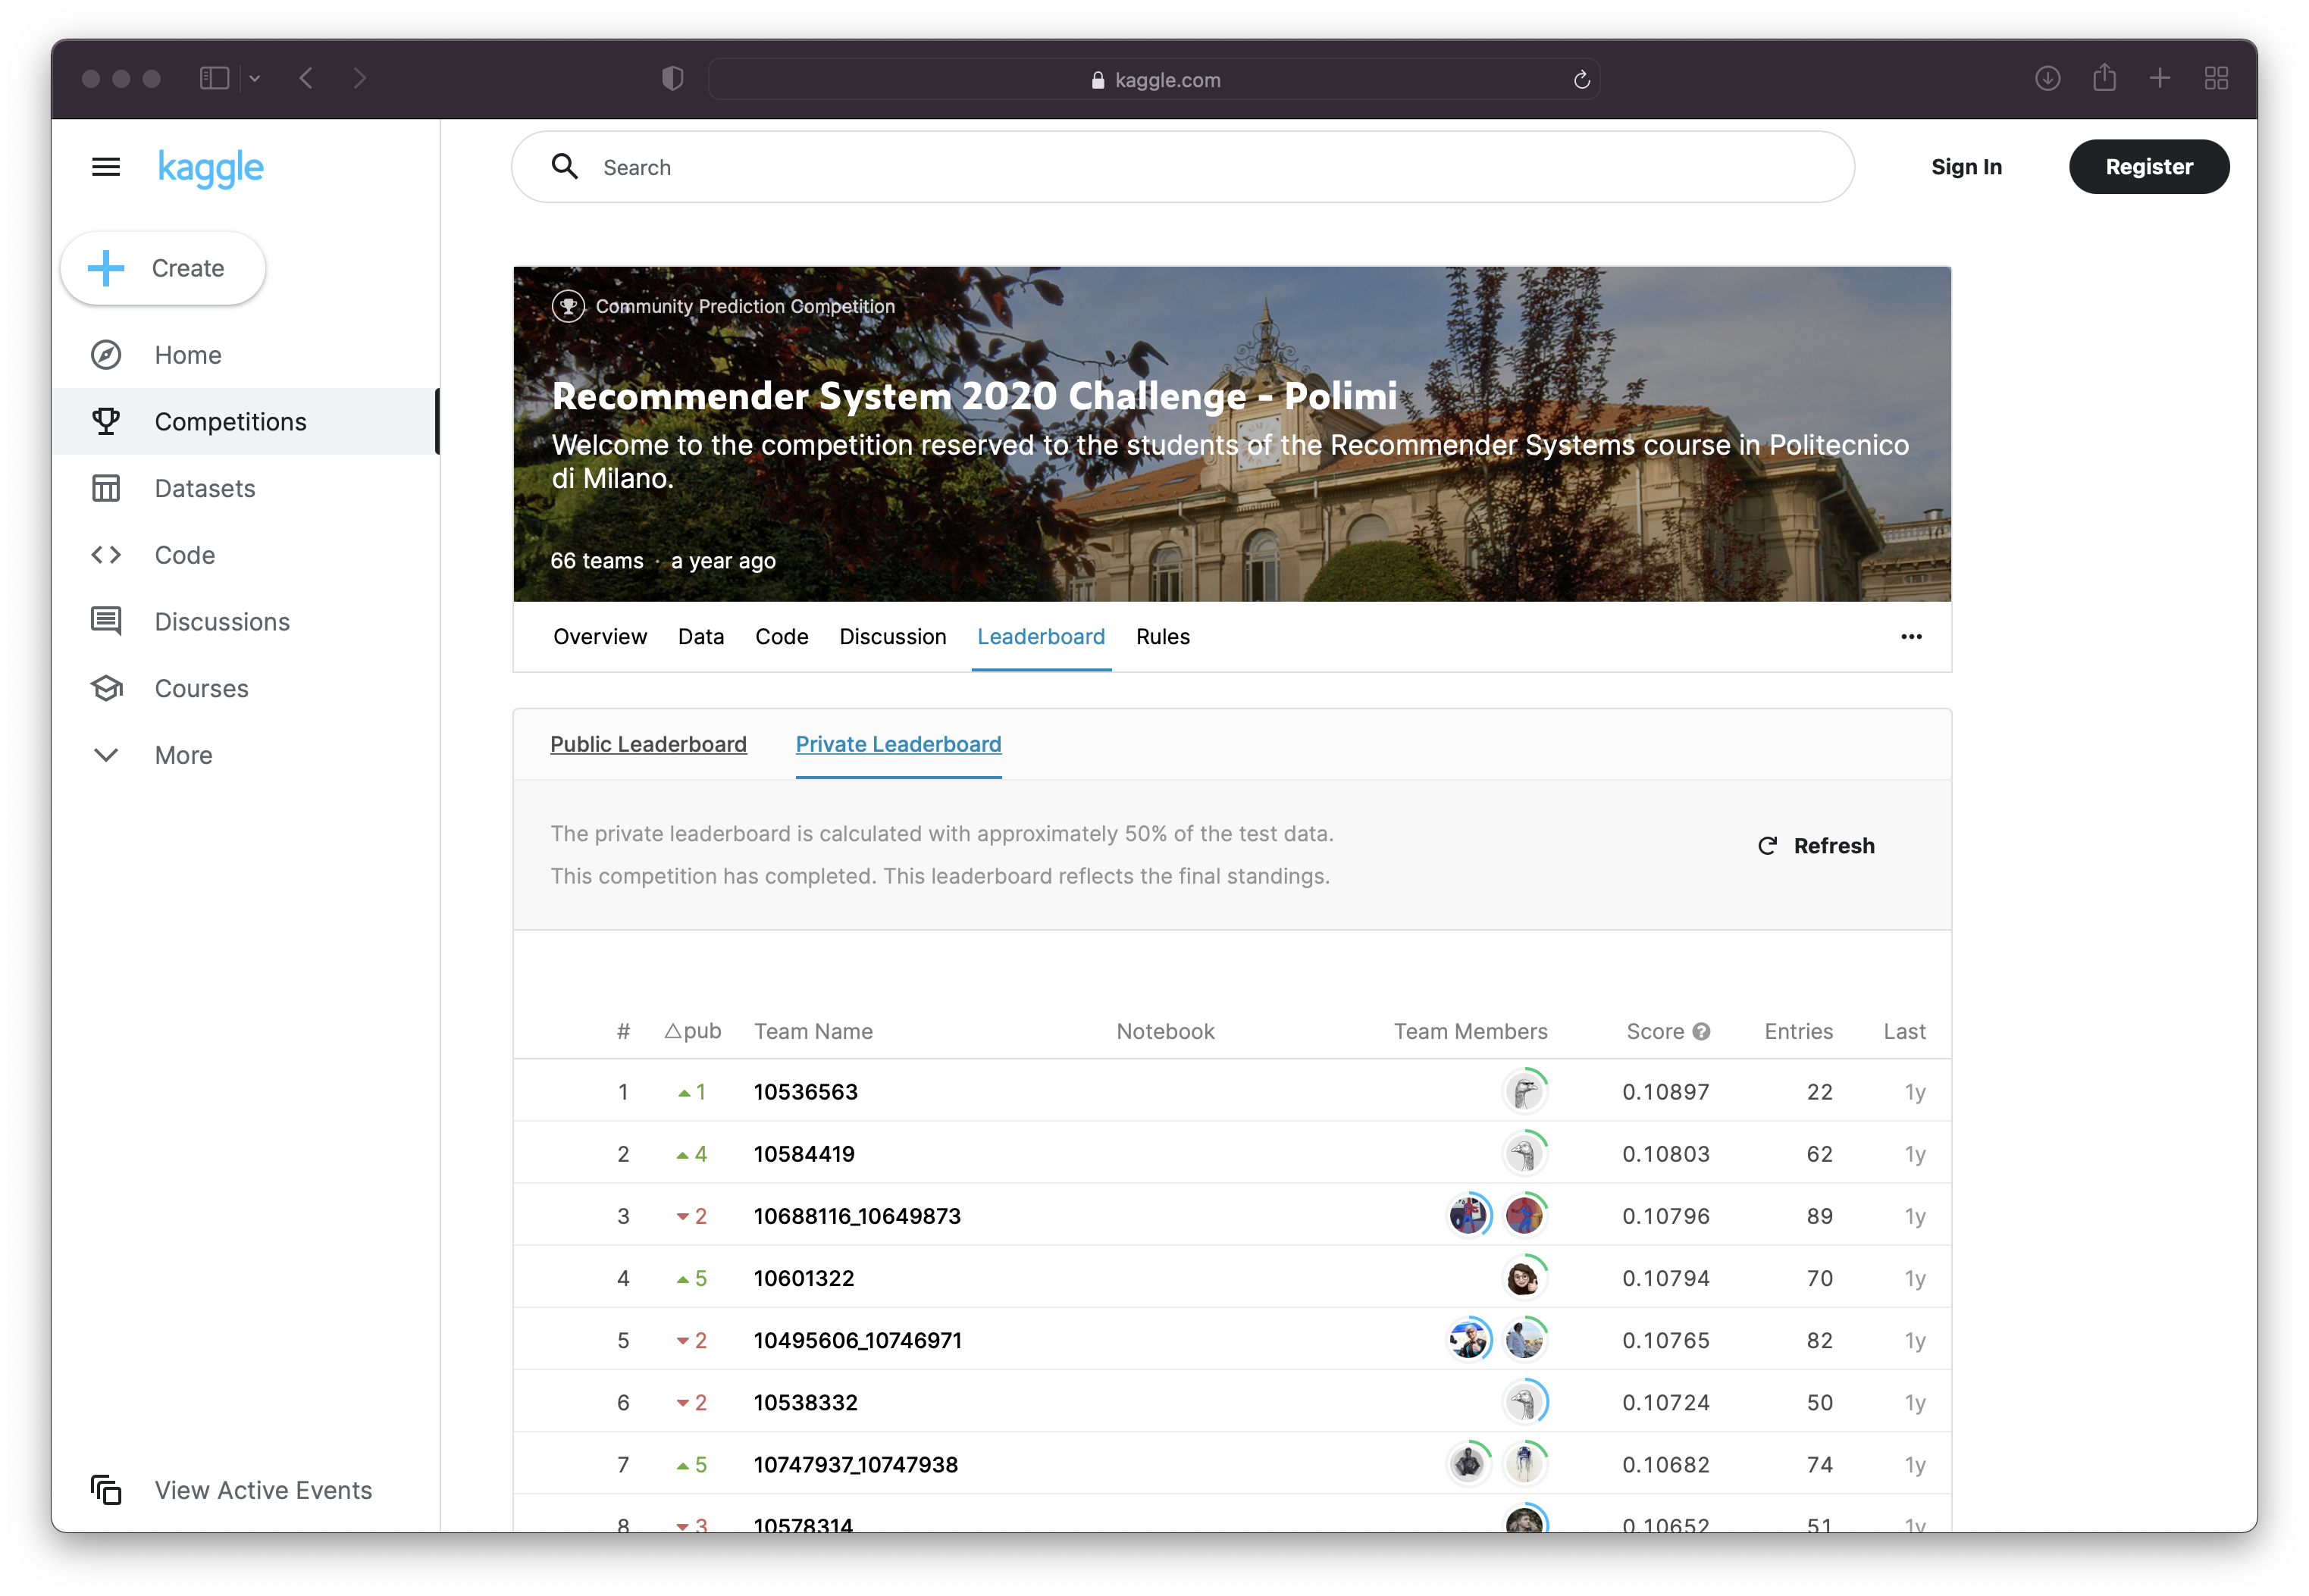 kaggle.com
kaggle
Search
Sign In
Register
Create
Home
Competitions
Datasets
Code
Discussions
Courses
More
View Active Events
Community Prediction Competition
Recommender System 2020 Challenge - Polimi
Welcome to the competition reserved to the students of the Recommender Systems course in Politecnico
di Milano.
66 teams · a year ago
Overview Data Code Discussion Leaderboard Rules
Public Leaderboard Private Leaderboard
The private leaderboard is calculated with approximately 50% of the test data.
This competition has completed. This leaderboard reflects the final standings.
Refresh
# △pub Team Name Notebook Team Members Score Entries Last
1 1 10536563 0.10897 22 1y
2 4 10584419 0.10803 62 1y
3 2 10688116_10649873 0.10796 89 1y
4 5 10601322 0.10794 70 1y
5 2 10495606_10746971 0.10765 82 1y
6 2 10538332 0.10724 50 1y
7 5 10747937_10747938 0.10682 74 1y
8 3 10578314 0.10652 51 1y